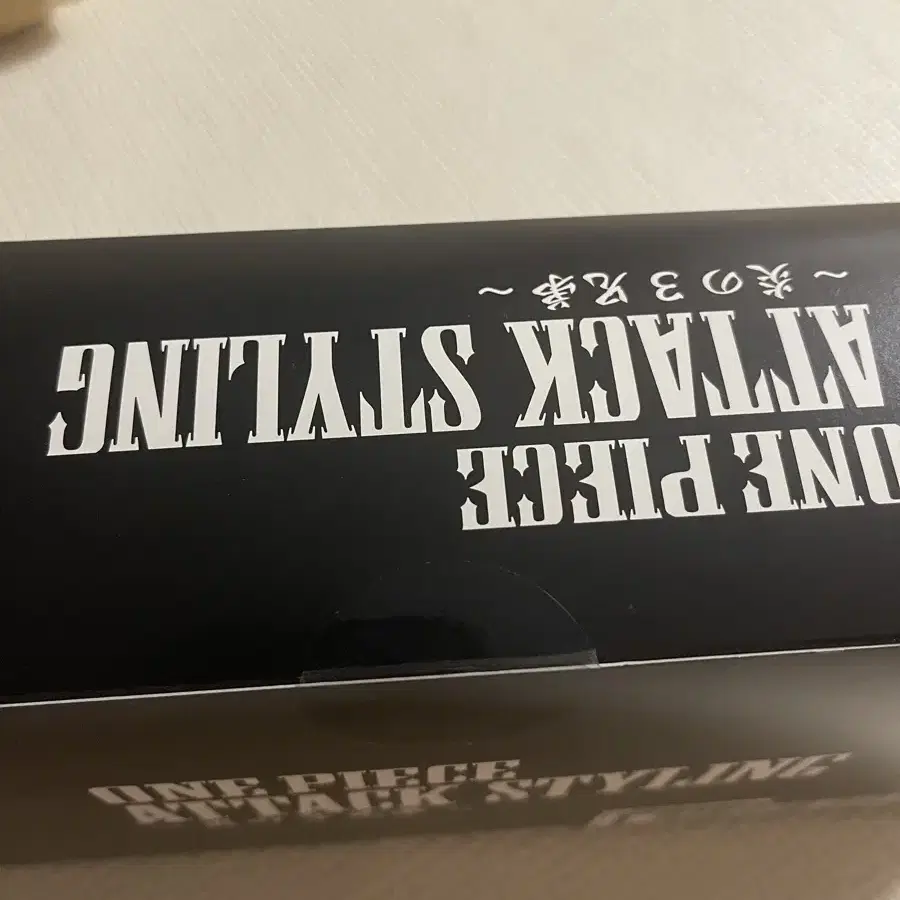 ONE PIECE
ATTACK STYLING
～炎の3兄弟～
ONE PIECE
ATTACK STYLING